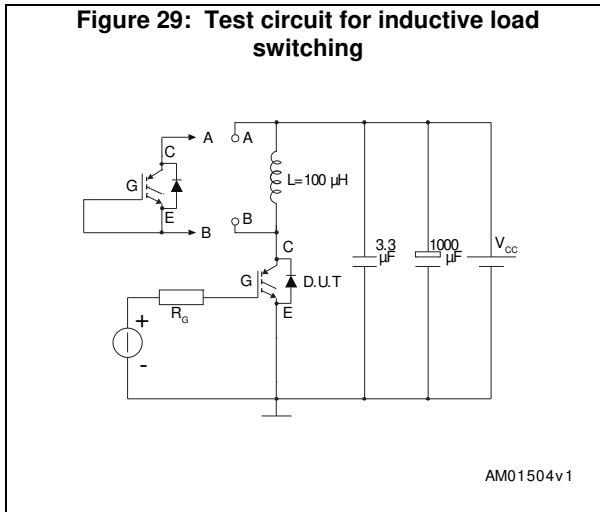 Figure 29: Test circuit for inductive load
switching
A
A
C
G
L=100 µH
E
B
B
C
3.3
µF
1000
µF
VCC
G
D.U.T
E
RG
+
-
AM01504v1